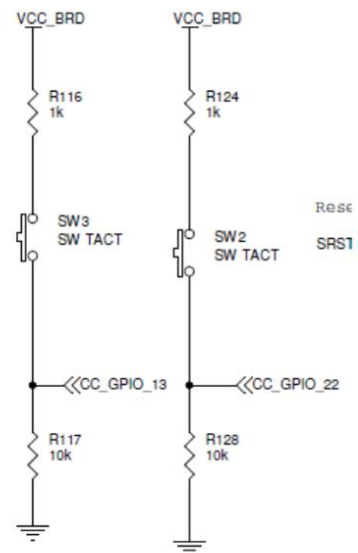 VCC_BRD
R116
1k
SW3
SW TACT
CC_GPIO_13
R117
10k
VCC_BRD
R124
1k
SW2
SW TACT
CC_GPIO_22
R128
10k
Rese
SRST